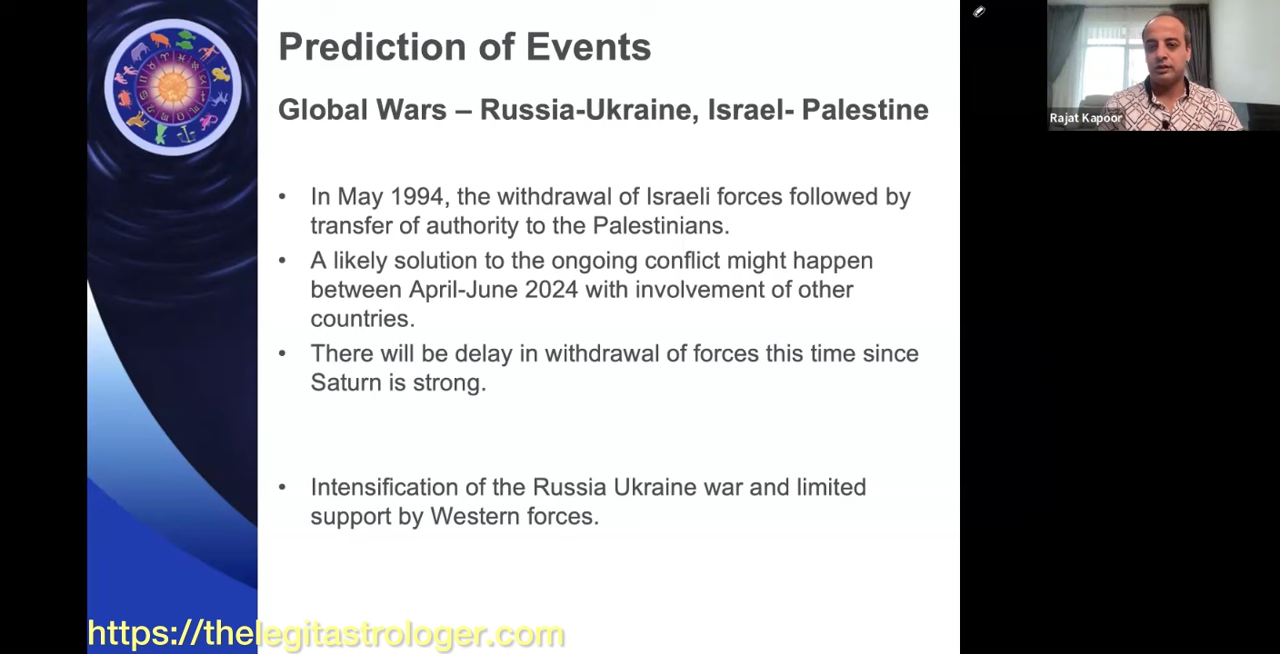 Prediction of Events
Global Wars – Russia-Ukraine, Israel- Palestine
• In May 1994, the withdrawal of Israeli forces followed by
transfer of authority to the Palestinians.
• A likely solution to the ongoing conflict might happen
between April-June 2024 with involvement of other
countries.
• There will be delay in withdrawal of forces this time since
Saturn is strong.
• Intensification of the Russia Ukraine war and limited
support by Western forces.
https://thelegitastrologer.com
Rajat Kapoor